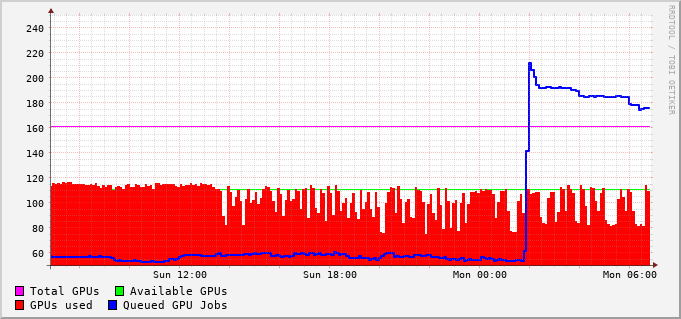 240
220
200
180
160
140
120
100
80
60
Sun 12:00 Sun 18:00 Mon 00:00 Mon 06:00
Total GPUs Available GPUs
GPUs used Queued GPU Jobs
RRDTOOL / TOBI OETIKER